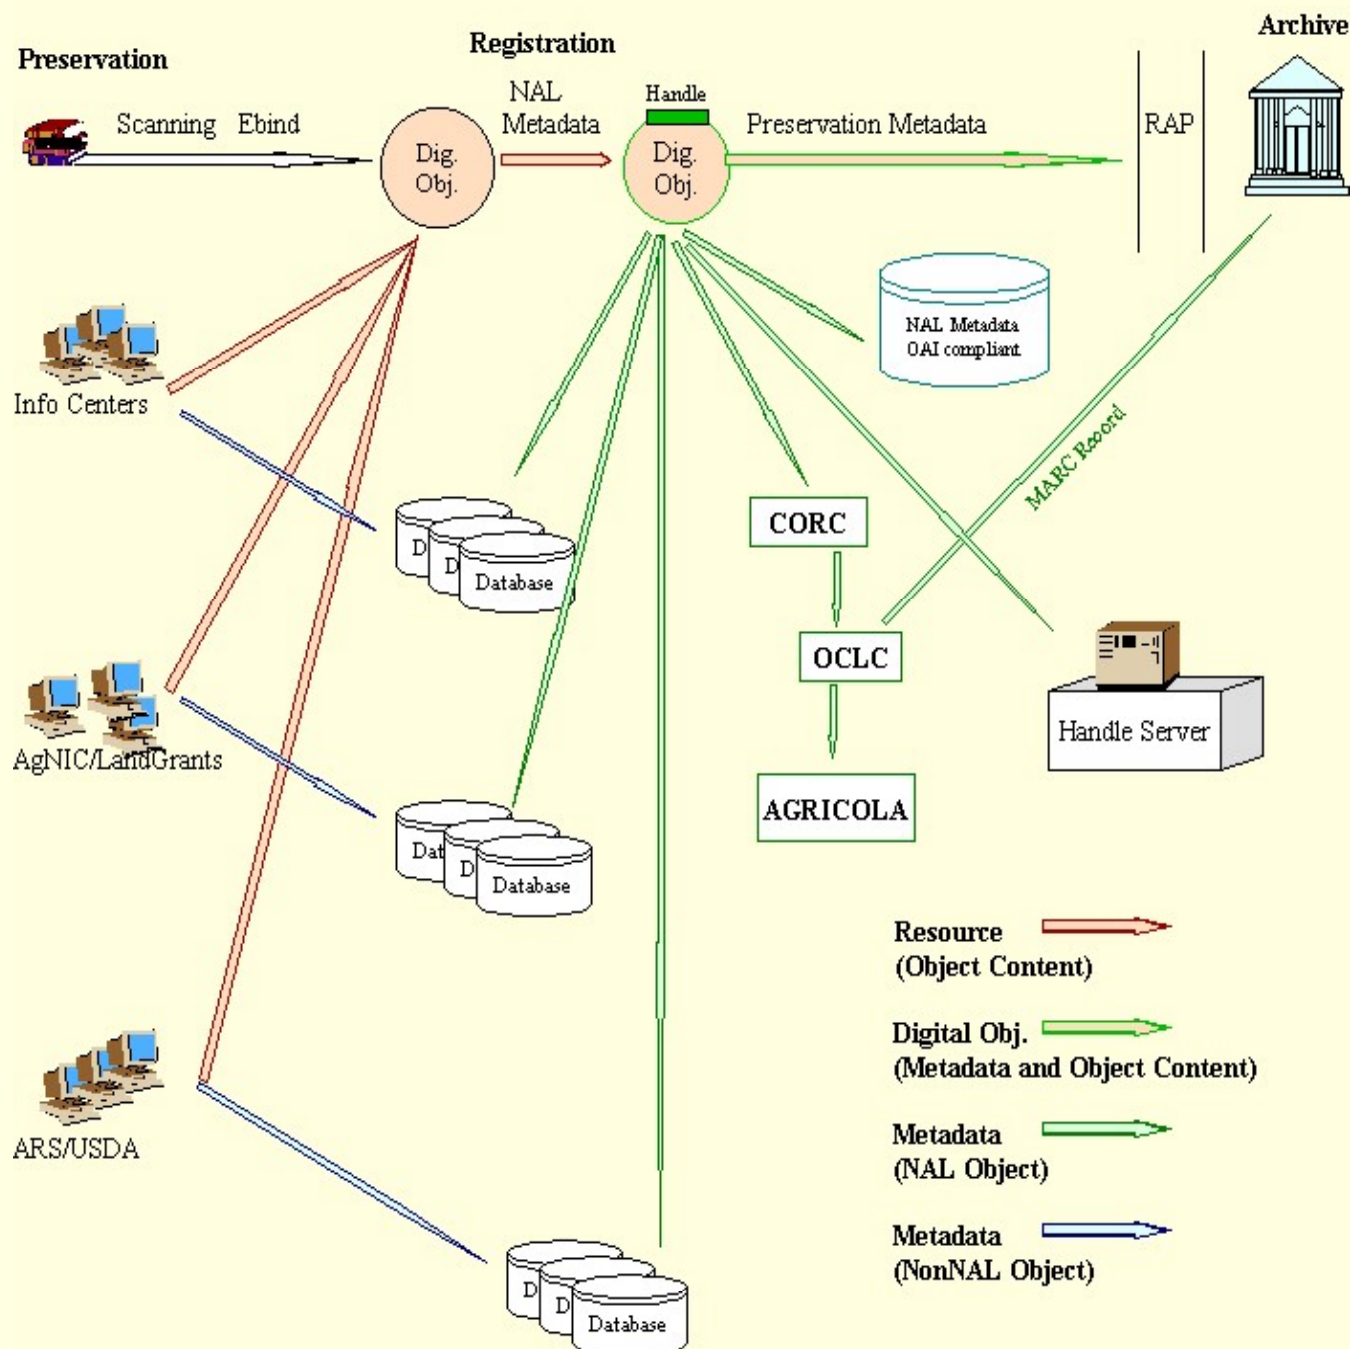 Archive
Registration
Preservation
NAL
Metadata
Handle
Scanning Ebind
Preservation Metadata
RAP
Dig.
Obj.
Dig.
Obj.
NAL Metadata
OAI compliant
Info Centers
MARC Record
CORC
D
D
Database
OCLC
Handle Server
AgNIC/LandGrants
AGRICOLA
Dat
D
Database
Resource
(Object Content)
Digital Obj.
(Metadata and Object Content)
Metadata
(NAL Object)
ARS/USDA
Metadata
(NonNAL Object)
D
D
Database